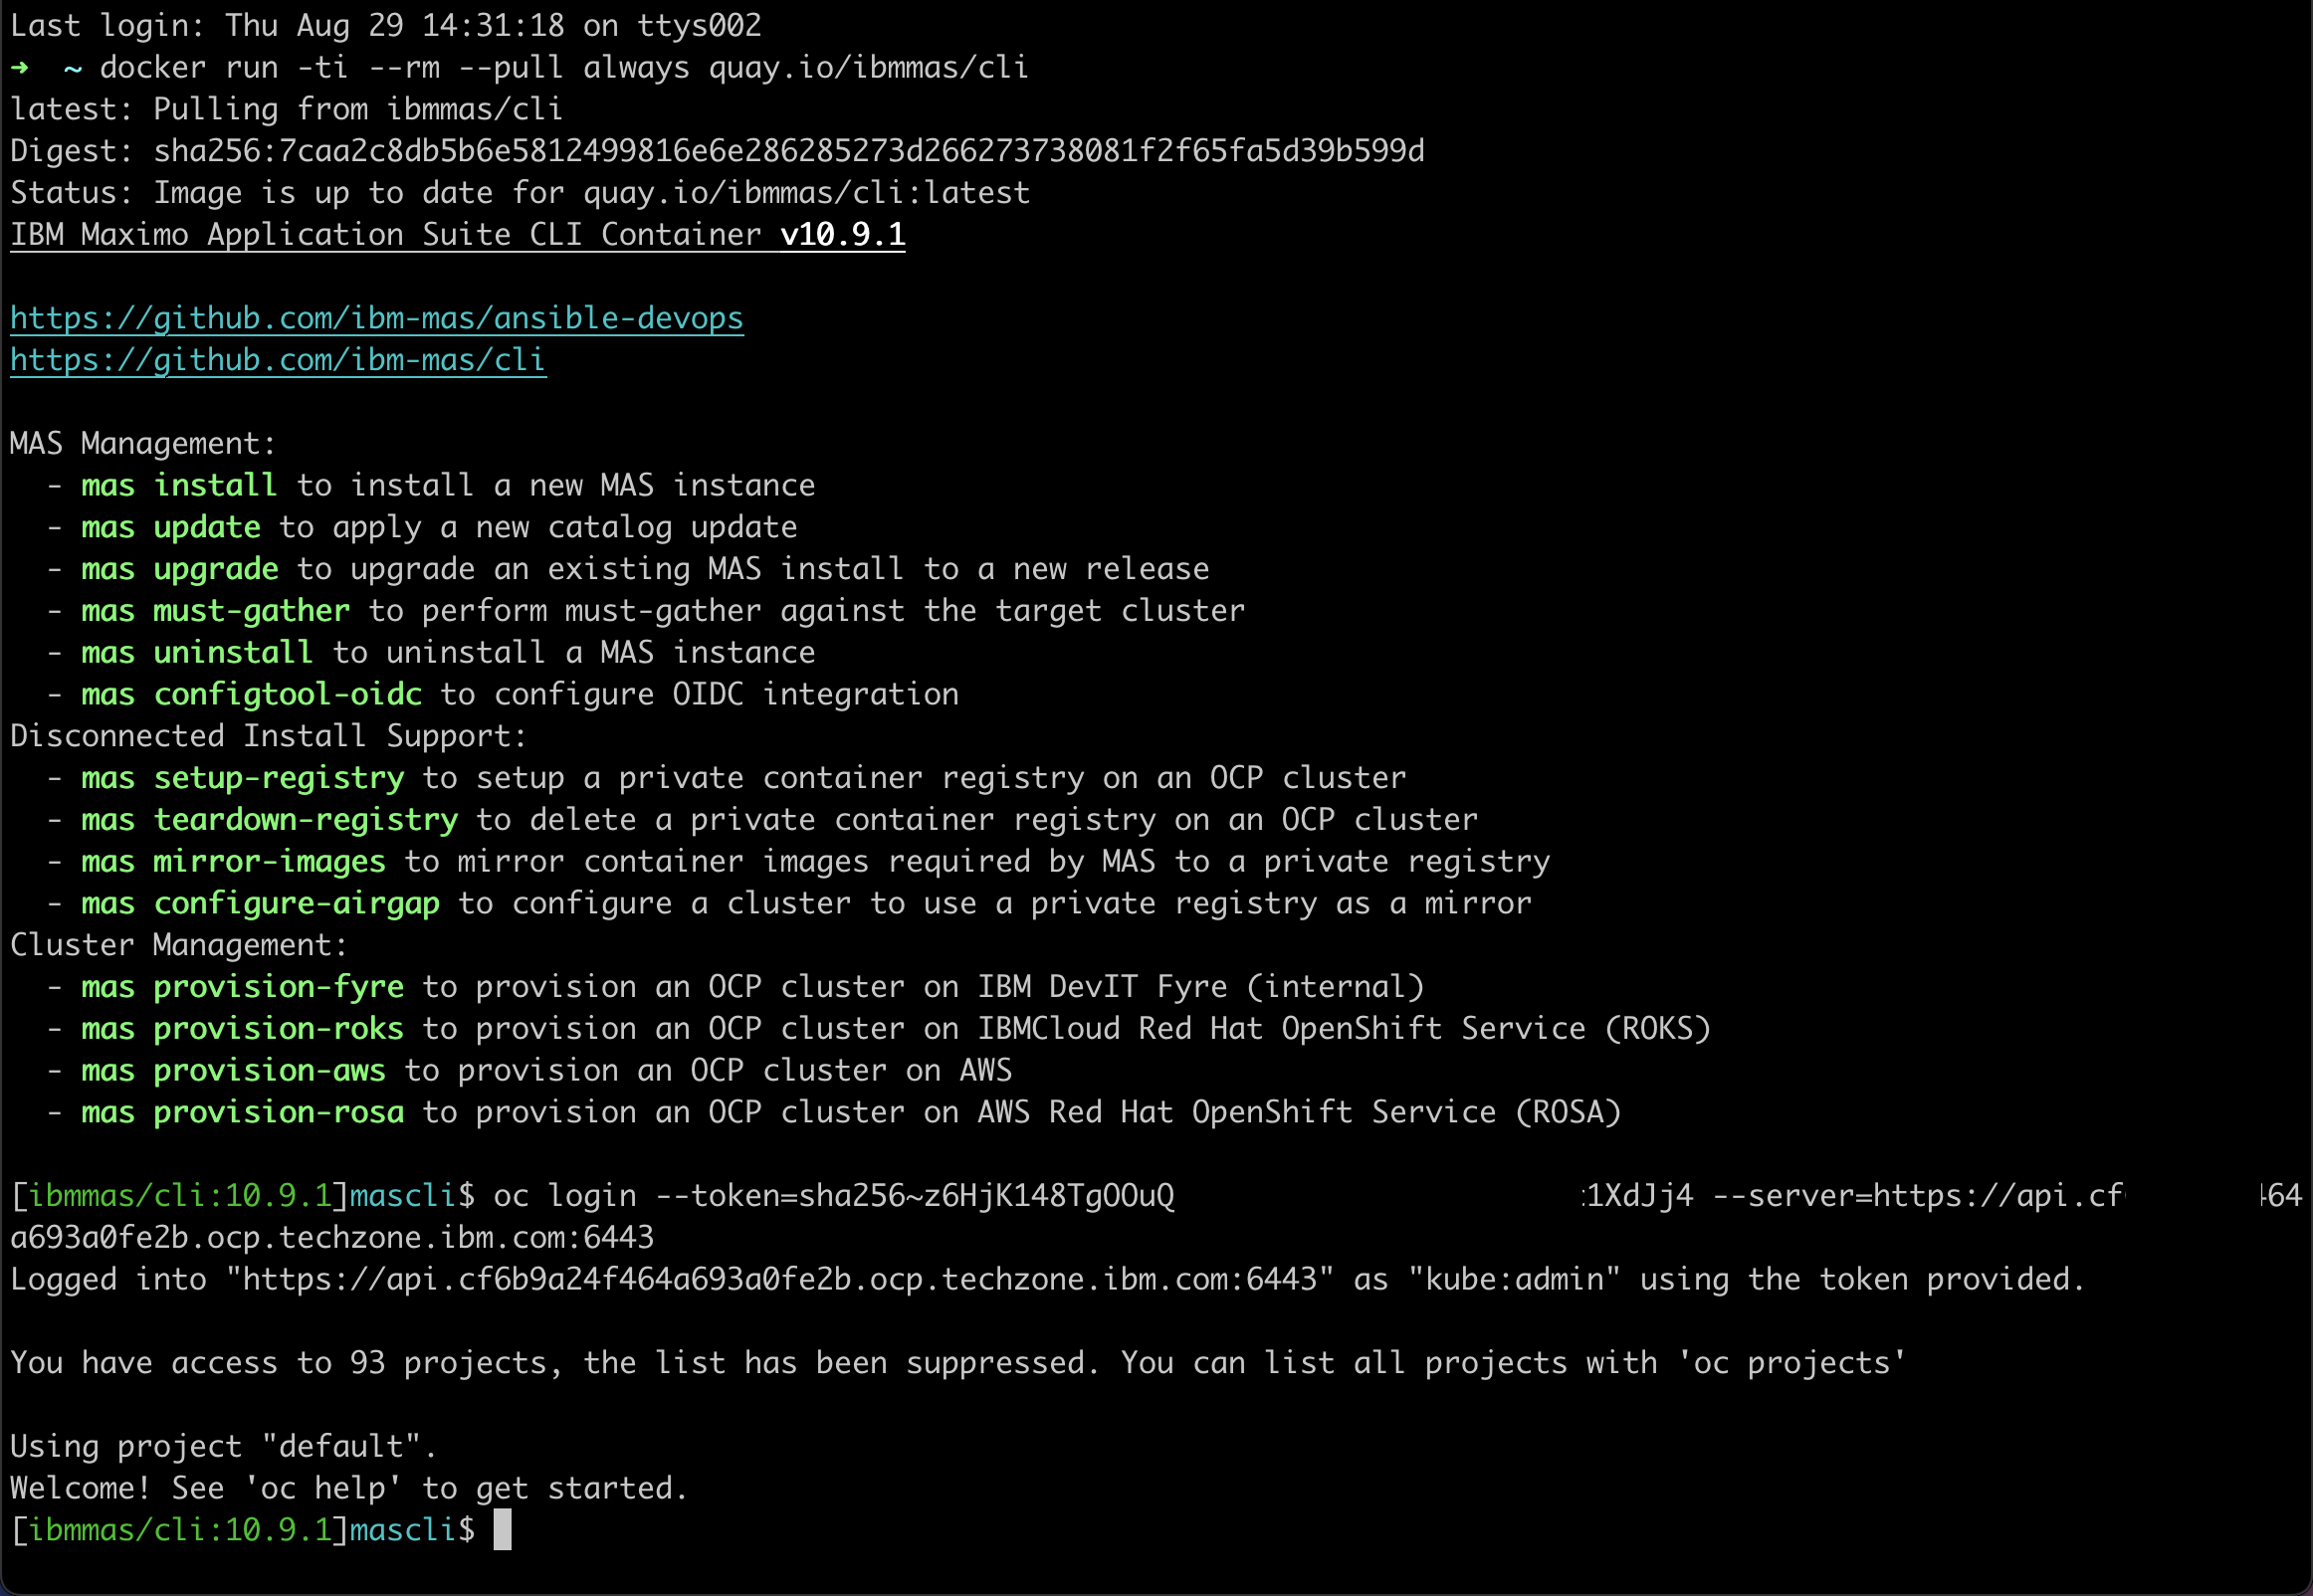 Last login: Thu Aug 29 14:31:18 on ttys002
➜  ~ docker run -ti --rm --pull always quay.io/ibmmas/cli
latest: Pulling from ibmmas/cli
Digest: sha256:7caa2c8db5b6e5812499816e6e286285273d266273738081f2f65fa5d39b599d
Status: Image is up to date for quay.io/ibmmas/cli:latest
IBM Maximo Application Suite CLI Container v10.9.1

https://github.com/ibm-mas/ansible-devops
https://github.com/ibm-mas/cli

MAS Management:
  - mas install to install a new MAS instance
  - mas update to apply a new catalog update
  - mas upgrade to upgrade an existing MAS install to a new release
  - mas must-gather to perform must-gather against the target cluster
  - mas uninstall to uninstall a MAS instance
  - mas configtool-oidc to configure OIDC integration
Disconnected Install Support:
  - mas setup-registry to setup a private container registry on an OCP cluster
  - mas teardown-registry to delete a private container registry on an OCP cluster
  - mas mirror-images to mirror container images required by MAS to a private registry
  - mas configure-airgap to configure a cluster to use a private registry as a mirror
Cluster Management:
  - mas provision-fyre to provision an OCP cluster on IBM DevIT Fyre (internal)
  - mas provision-roks to provision an OCP cluster on IBMCloud Red Hat OpenShift Service (ROKS)
  - mas provision-aws to provision an OCP cluster on AWS
  - mas provision-rosa to provision an OCP cluster on AWS Red Hat OpenShift Service (ROSA)

[ibmmas/cli:10.9.1]mascli$ oc login --token=sha256~z6HjK148TgOOuQ 1XdJj4 --server=https://api.cf 464
a693a0fe2b.ocp.techzone.ibm.com:6443
Logged into "https://api.cf6b9a24f464a693a0fe2b.ocp.techzone.ibm.com:6443" as "kube:admin" using the token provided.

You have access to 93 projects, the list has been suppressed. You can list all projects with 'oc projects'

Using project "default".
Welcome! See 'oc help' to get started.
[ibmmas/cli:10.9.1]mascli$